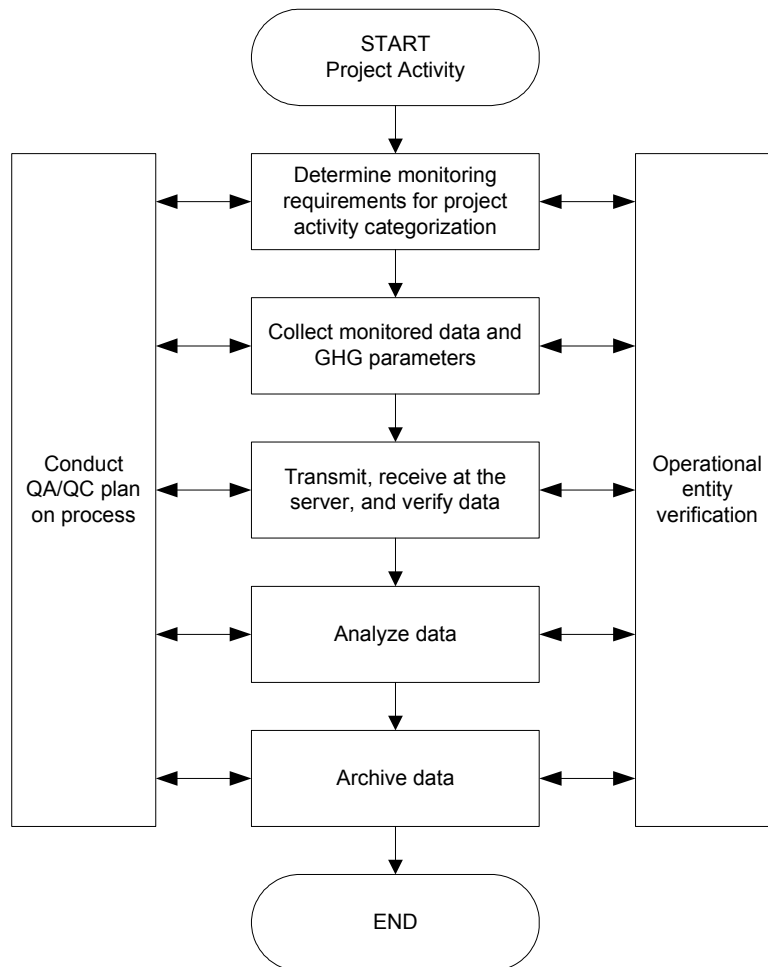 START
Project Activity
Determine monitoring
requirements for project
activity categorization
Collect monitored data and
GHG parameters
Conduct
QA/QC plan
on process
Transmit, receive at the
server, and verify data
Operational
entity
verification
Analyze data
Archive data
END